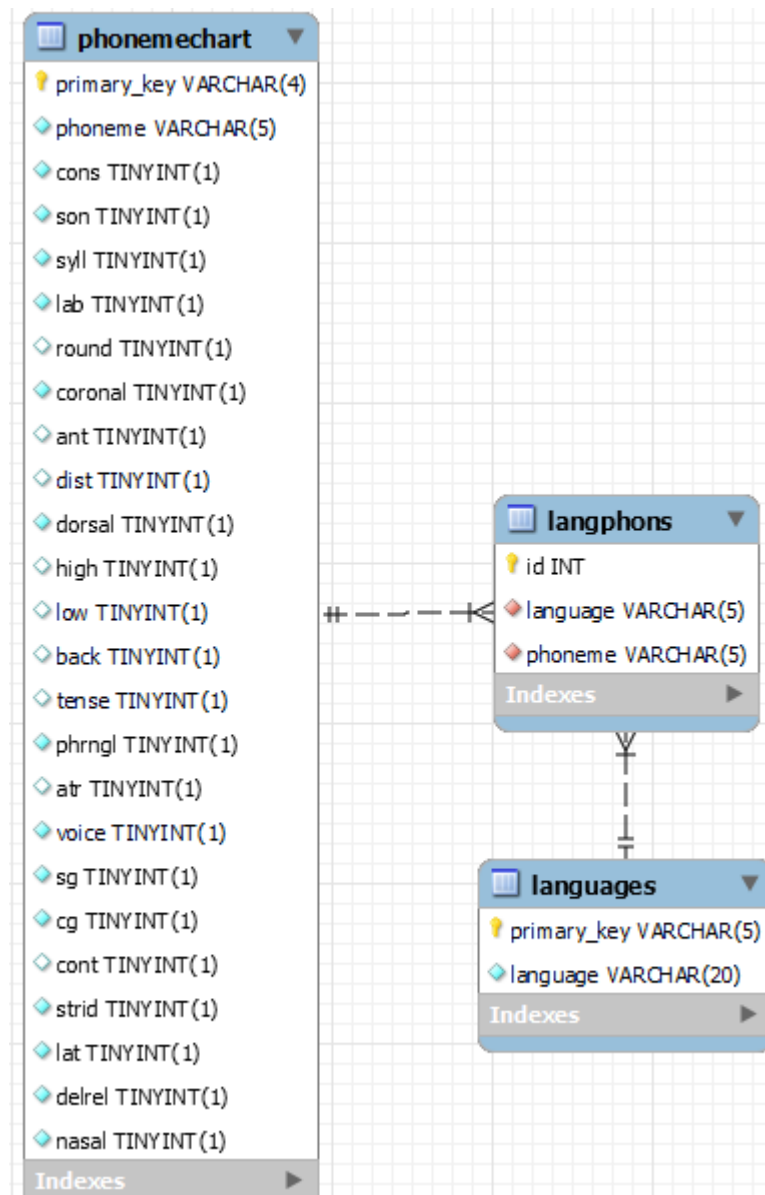 phonemechart
primary_key VARCHAR(4)
phoneme VARCHAR(5)
cons TINYINT(1)
son TINYINT(1)
syll TINYINT(1)
lab TINYINT(1)
round TINYINT(1)
coronal TINYINT(1)
ant TINYINT(1)
dist TINYINT(1)
dorsal TINYINT(1)
high TINYINT(1)
low TINYINT(1)
back TINYINT(1)
tense TINYINT(1)
phrngl TINYINT(1)
atr TINYINT(1)
voice TINYINT(1)
sg TINYINT(1)
cg TINYINT(1)
cont TINYINT(1)
strid TINYINT(1)
lat TINYINT(1)
delrel TINYINT(1)
nasal TINYINT(1)
Indexes
langphons
id INT
language VARCHAR(5)
phoneme VARCHAR(5)
Indexes
languages
primary_key VARCHAR(5)
language VARCHAR(20)
Indexes